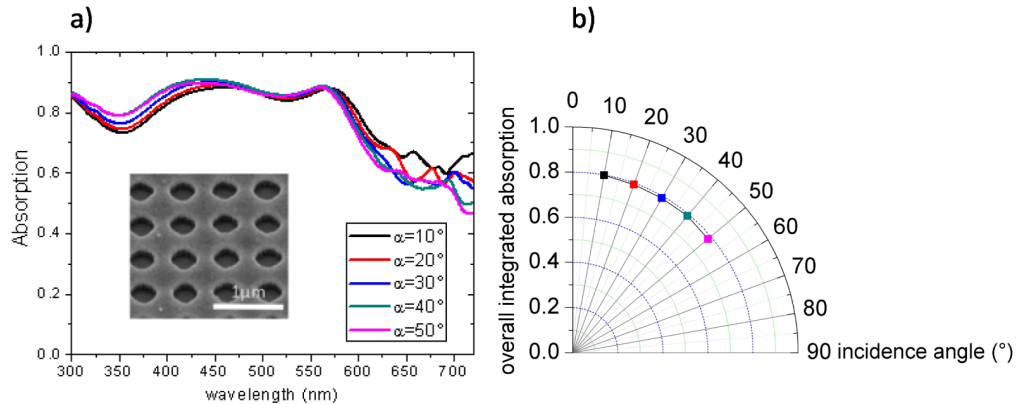 a)
Absorption
1.0
0.8
0.6
0.4
0.2
0.0
300 350 400 450 500 550 600 650 700
wavelength (nm)
1μm
α=10°
α=20°
α=30°
α=40°
α=50°
b)
overall integrated absorption
1.0
0.8
0.6
0.4
0.2
0.0
0
10
20
30
40
50
60
70
80
90 incidence angle (°)